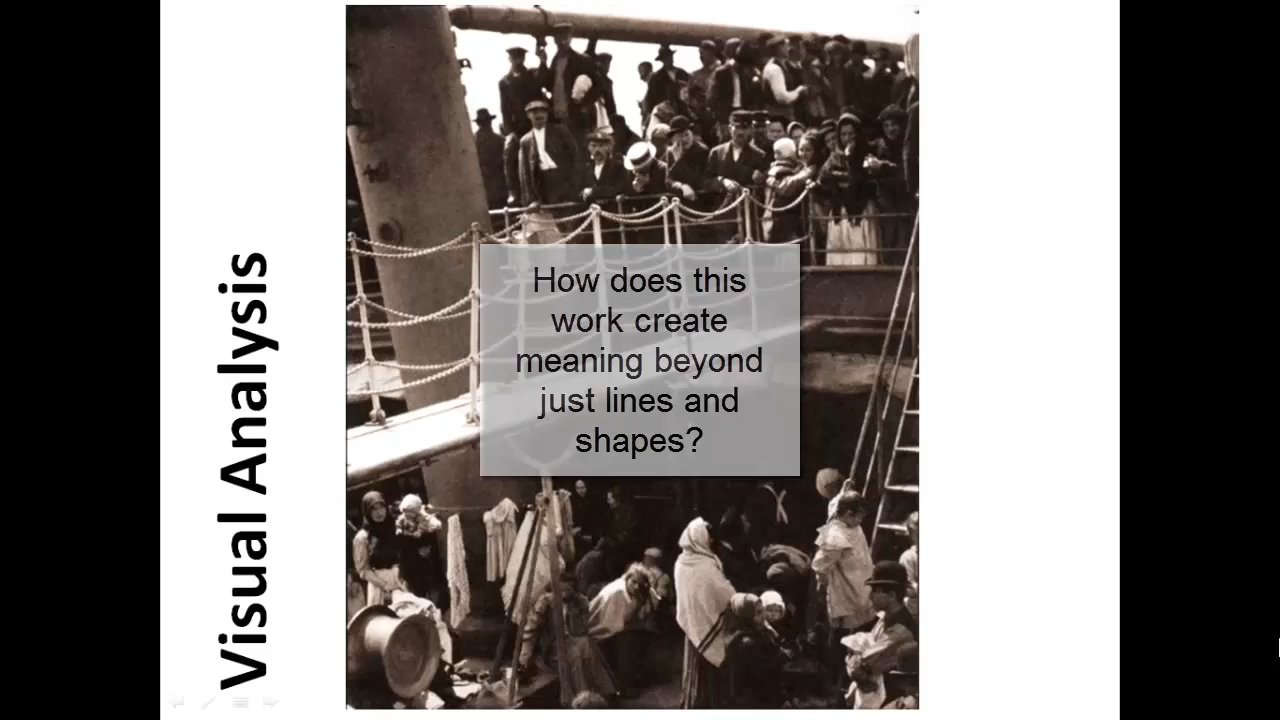 Visual Analysis
How does this
work create
meaning beyond
just lines and
shapes?